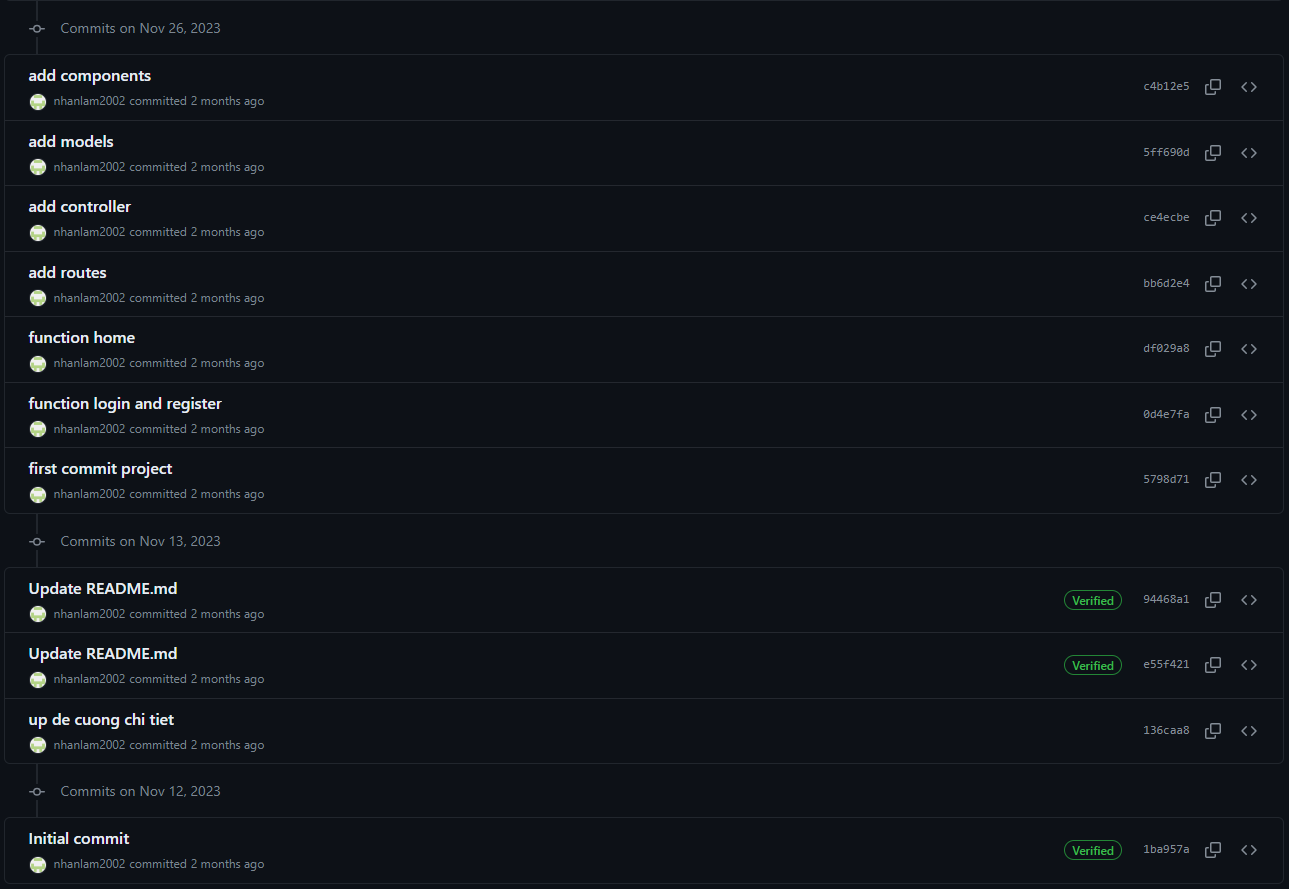 Commits on Nov 26, 2023
add components
nhanlam2002 committed 2 months ago
c4b12e5
add models
nhanlam2002 committed 2 months ago
5ff690d
add controller
nhanlam2002 committed 2 months ago
ce4ecbe
add routes
nhanlam2002 committed 2 months ago
bb6d2e4
function home
nhanlam2002 committed 2 months ago
df029a8
function login and register
nhanlam2002 committed 2 months ago
0d4e7fa
first commit project
nhanlam2002 committed 2 months ago
5798d71
Commits on Nov 13, 2023
Update README.md
nhanlam2002 committed 2 months ago
Verified 94468a1
Update README.md
nhanlam2002 committed 2 months ago
Verified e55f421
up de cuong chi tiet
nhanlam2002 committed 2 months ago
136caa8
Commits on Nov 12, 2023
Initial commit
nhanlam2002 committed 2 months ago
Verified 1ba957a